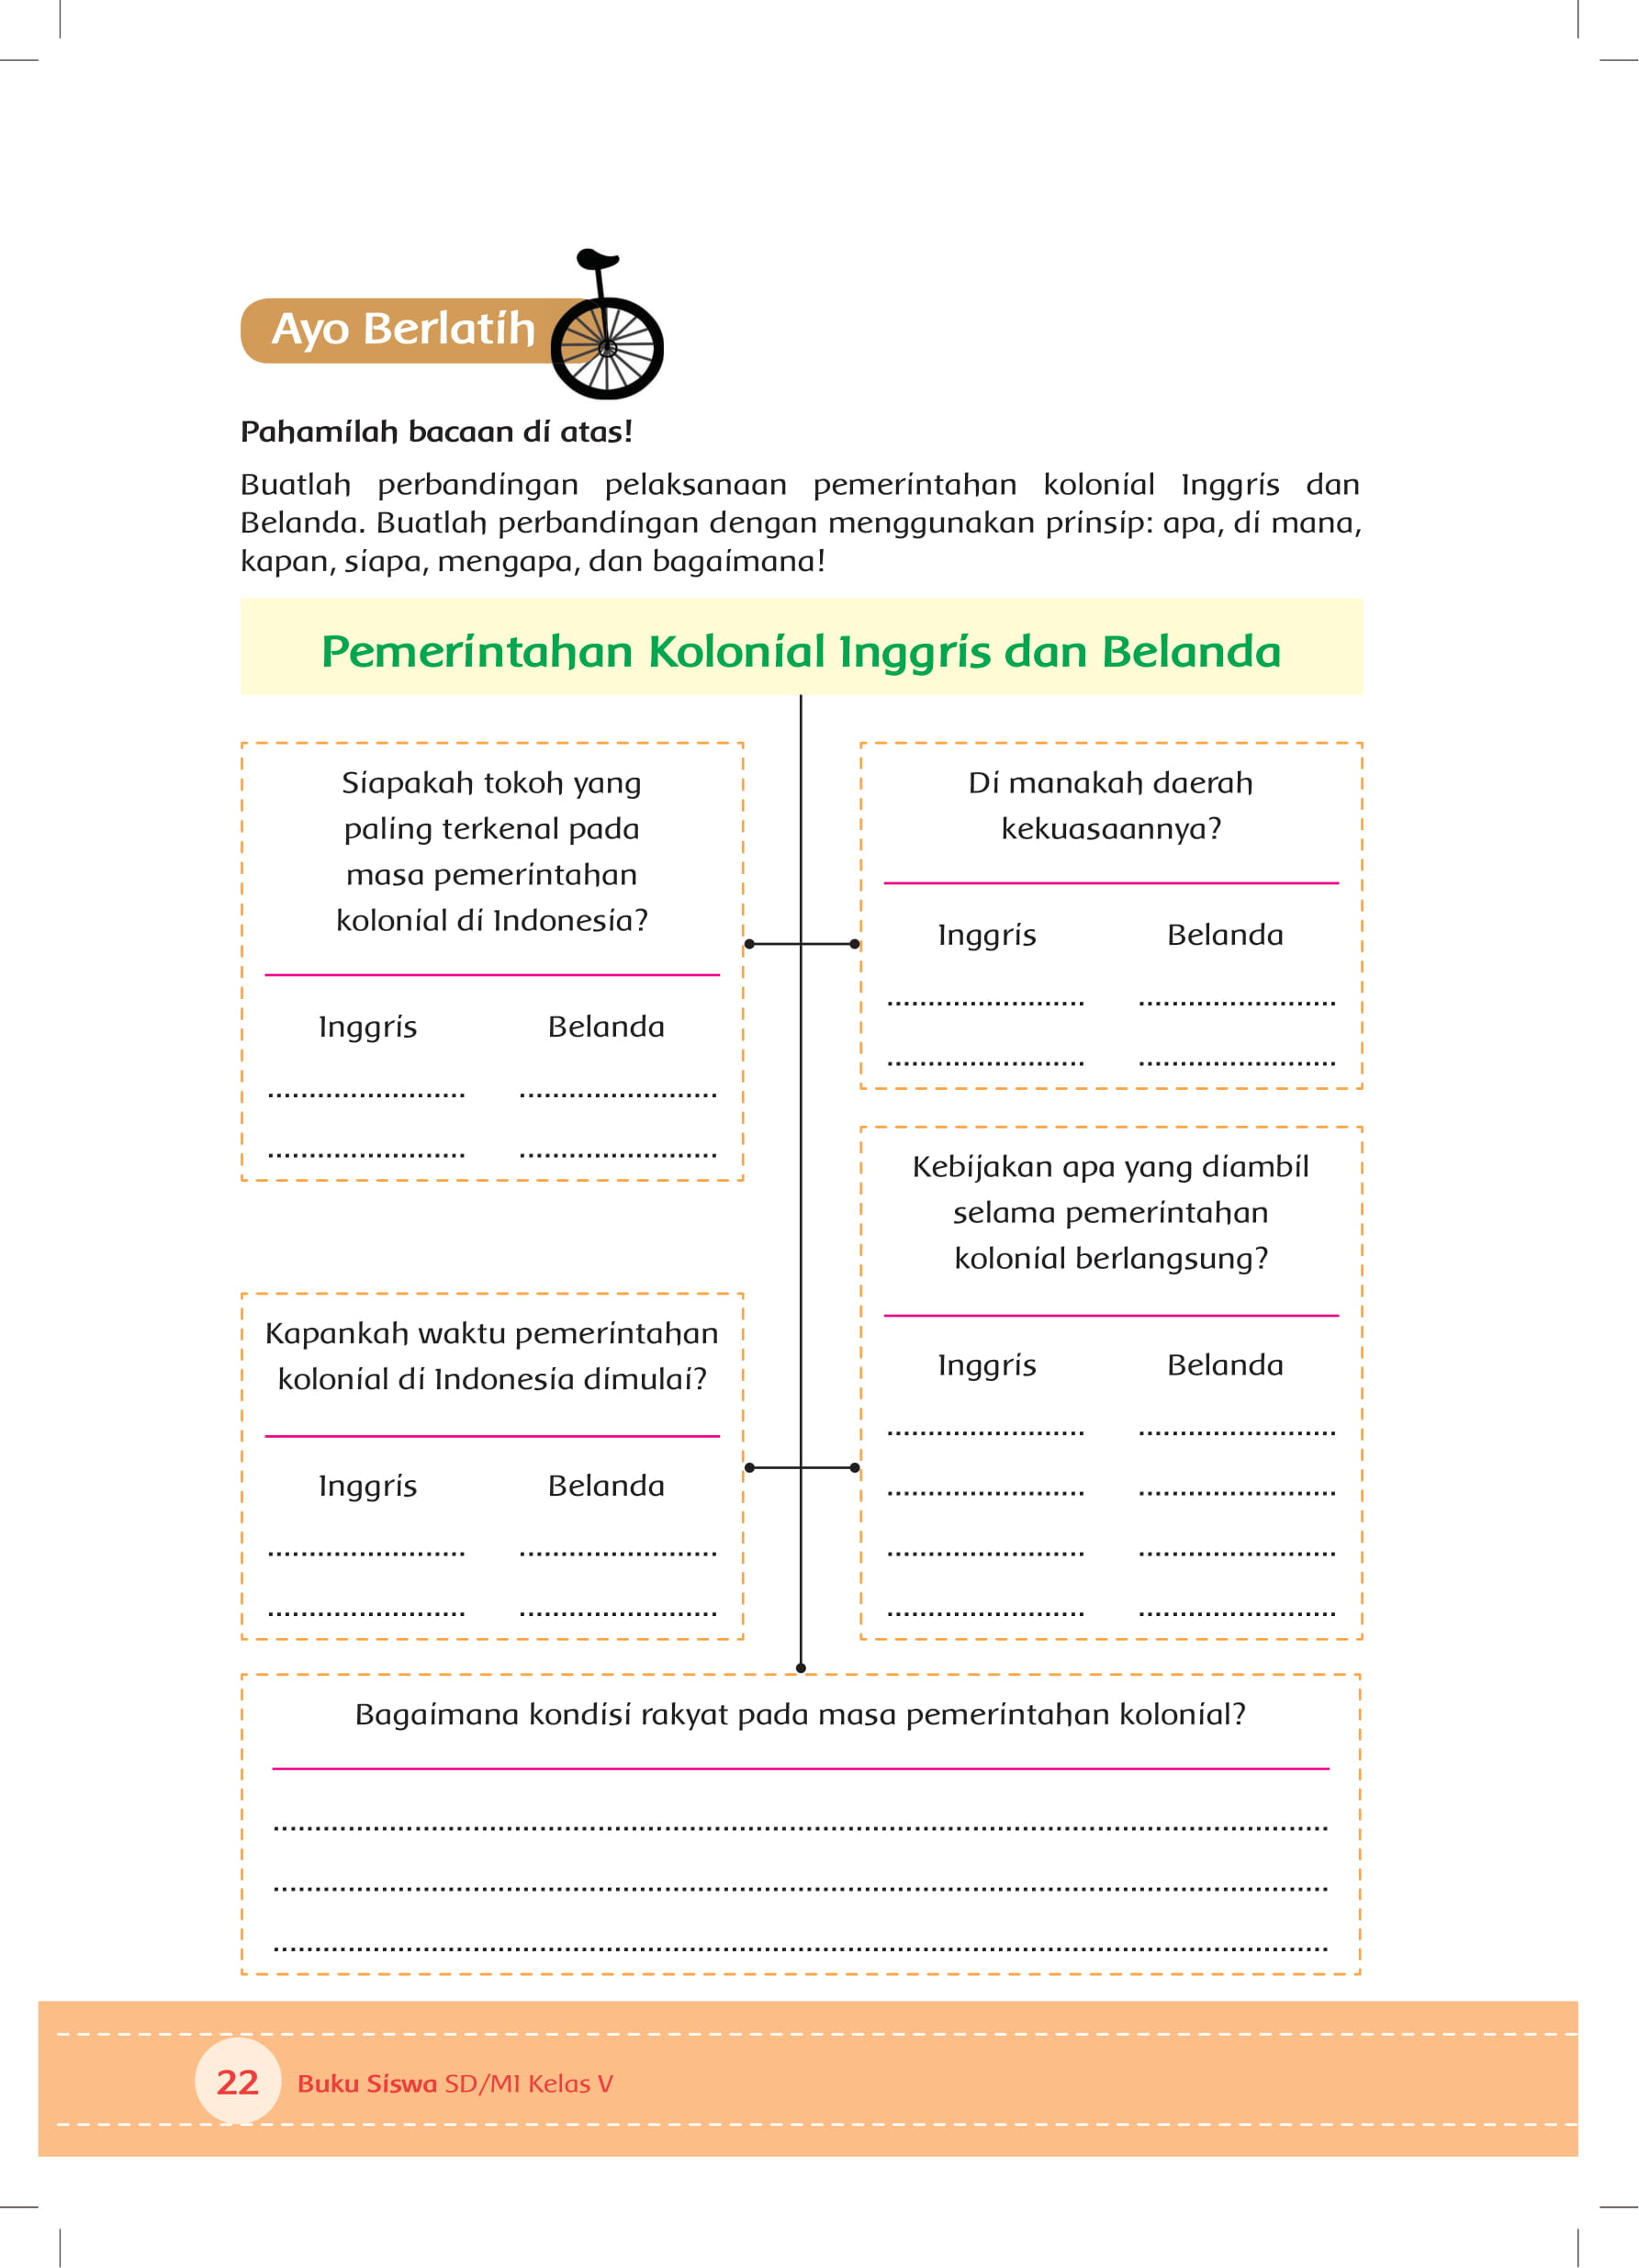 Ayo Berlatih
Pahamilah bacaan di atas!
Buatlah perbandingan pelaksanaan pemerintahan kolonial Inggris dan
Belanda. Buatlah perbandingan dengan menggunakan prinsip: apa, di mana,
kapan, siapa, mengapa, dan bagaimana!
Pemerintahan Kolonial Inggris dan Belanda
Siapakah tokoh yang
paling terkenal pada
masa pemerintahan
kolonial di Indonesia?
Inggris Belanda
........................ ........................
........................ ........................
Di manakah daerah
kekuasaannya?
Inggris Belanda
........................ ........................
........................ ........................
Kapankah waktu pemerintahan
kolonial di Indonesia dimulai?
Inggris Belanda
........................ ........................
........................ ........................
Kebijakan apa yang diambil
selama pemerintahan
kolonial berlangsung?
Inggris Belanda
........................ ........................
........................ ........................
........................ ........................
........................ ........................
Bagaimana kondisi rakyat pada masa pemerintahan kolonial?
................................................................................................................................
................................................................................................................................
................................................................................................................................
22 Buku Siswa SD/MI Kelas V